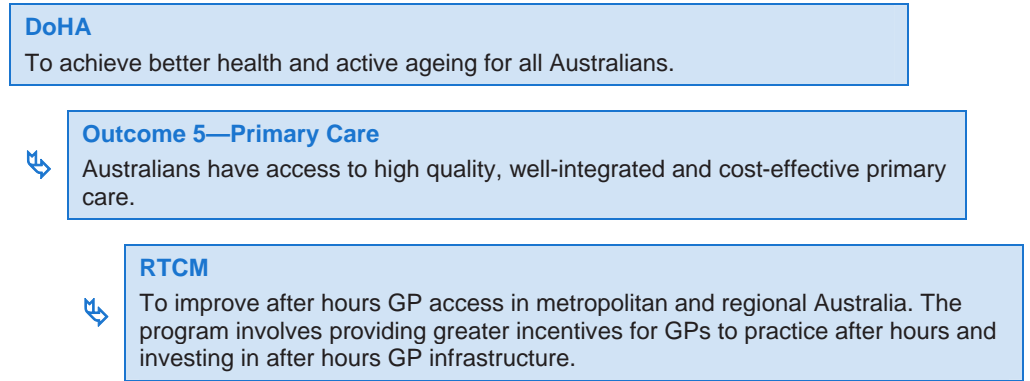 DoHA
To achieve better health and active ageing for all Australians.
Outcome 5—Primary Care
Australians have access to high quality, well-integrated and cost-effective primary
care.
RTCM
To improve after hours GP access in metropolitan and regional Australia. The
program involves providing greater incentives for GPs to practice after hours and
investing in after hours GP infrastructure.